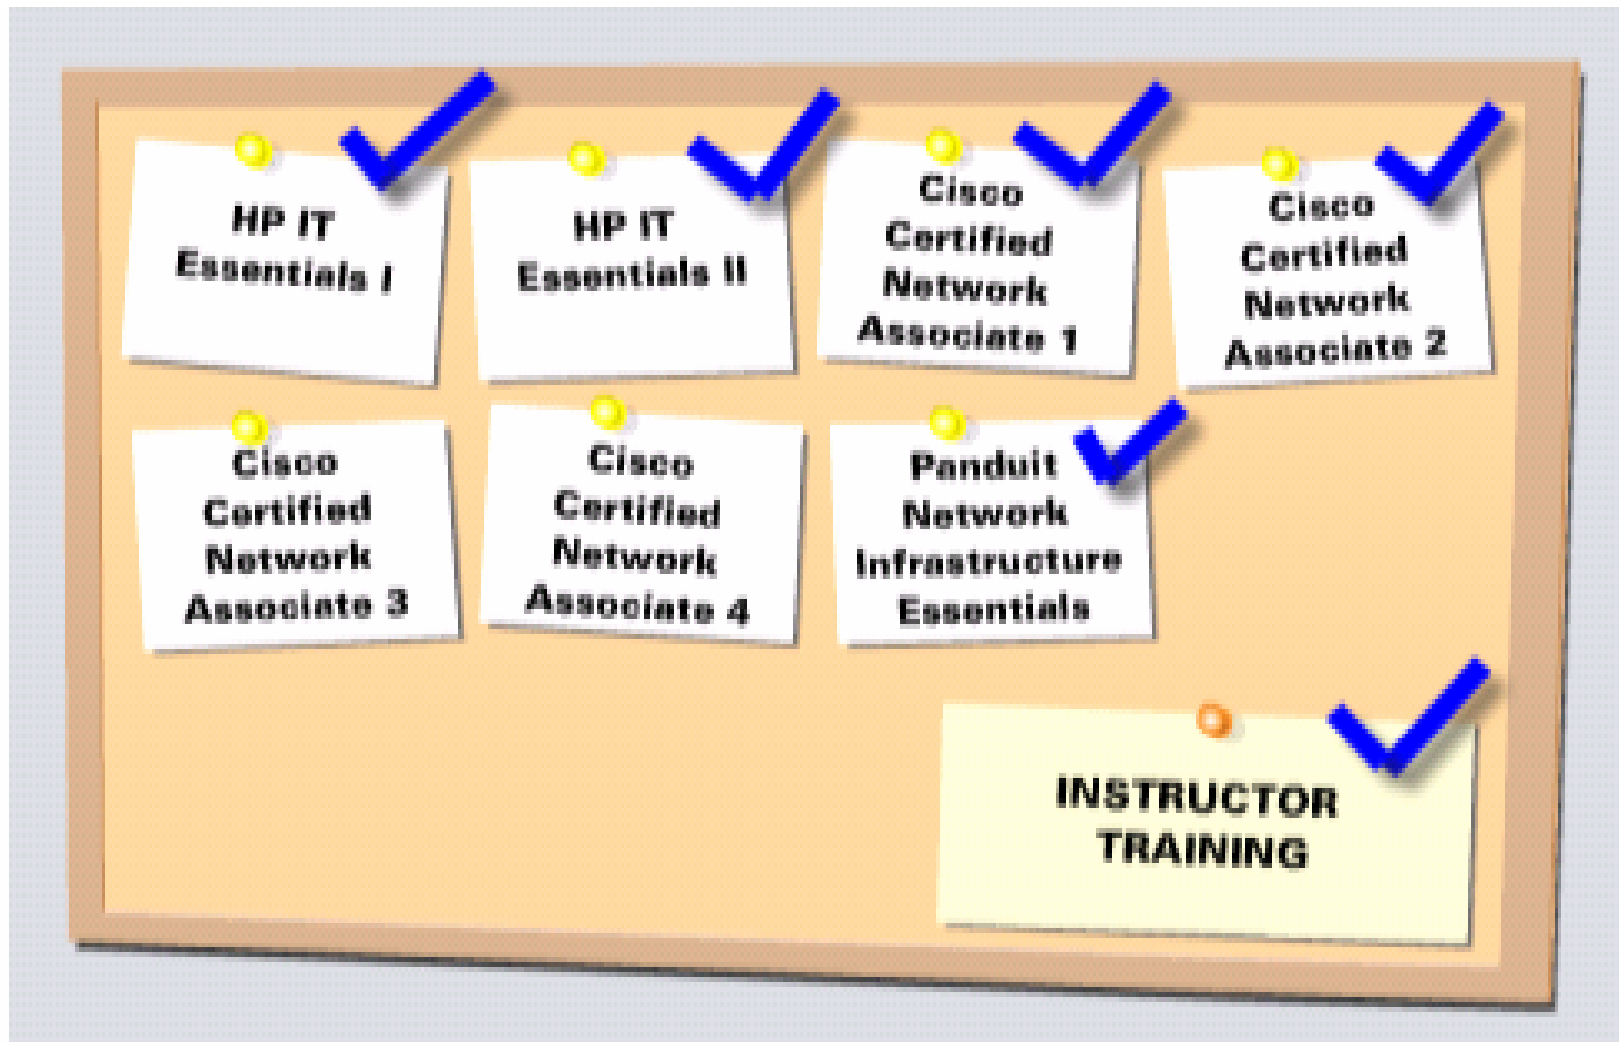 HP IT
Essentials I
HP IT
Essentials II
Cisco
Certified
Network
Associate 1
Cisco
Certified
Network
Associate 2
Cisco
Certified
Network
Associate 3
Cisco
Certified
Network
Associate 4
Panduit
Network
Infrastructure
Essentials
INSTRUCTOR
TRAINING